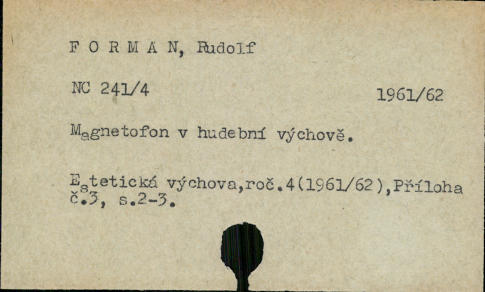 F O R M A N, Rudolf
NC 241/4 1961/62
Magnetofon v hudební výchově.
Estetická výchova,roč.4(1961/62),Příloha
č.3, s.2-3.